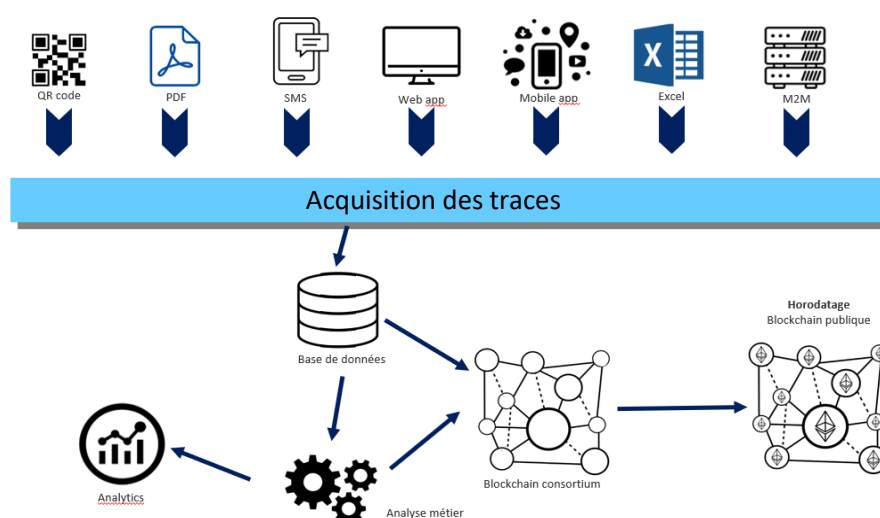 QR code
PDF
SMS
Web app
Mobile app
X
Excel
M2M
Acquisition des traces
Base de données
Horodatage
Blockchain publique
Analytics
Analyse métier
Blockchain consortium